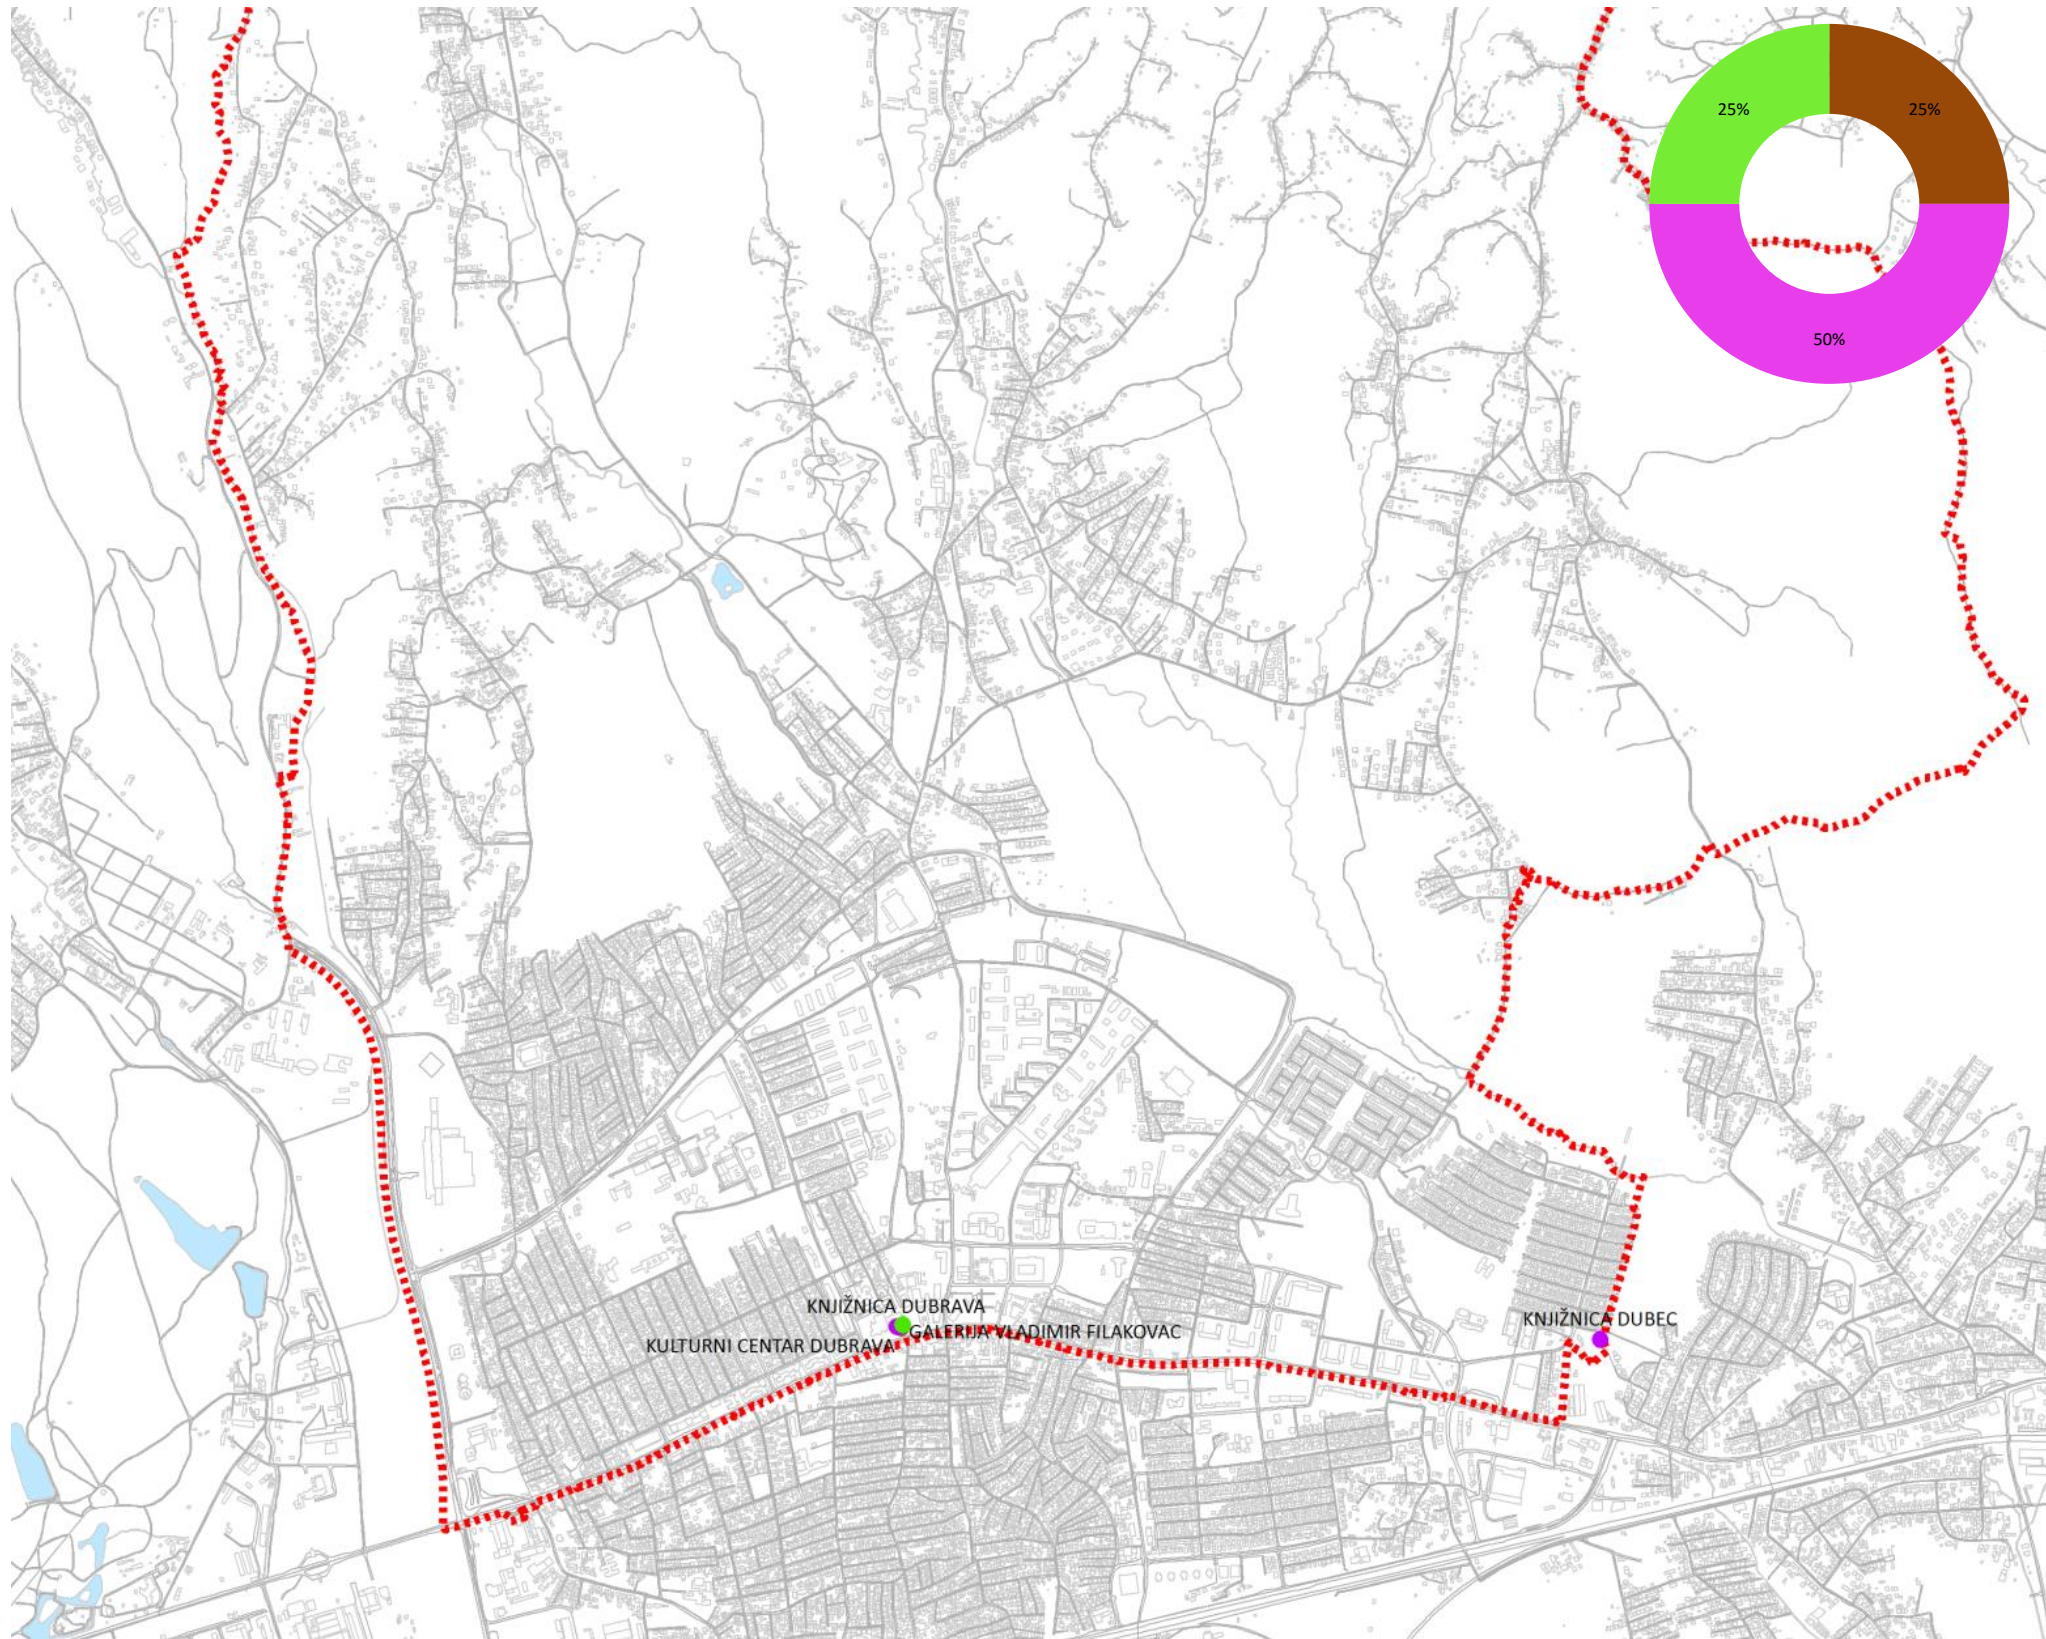 25%
25%
50%
KNJIŽNICA DUBRAVA
GALERIJA VLADIMIR FILAKOVAC
KULTURNI CENTAR DUBRAVA
KNJIŽNICA DUBEC